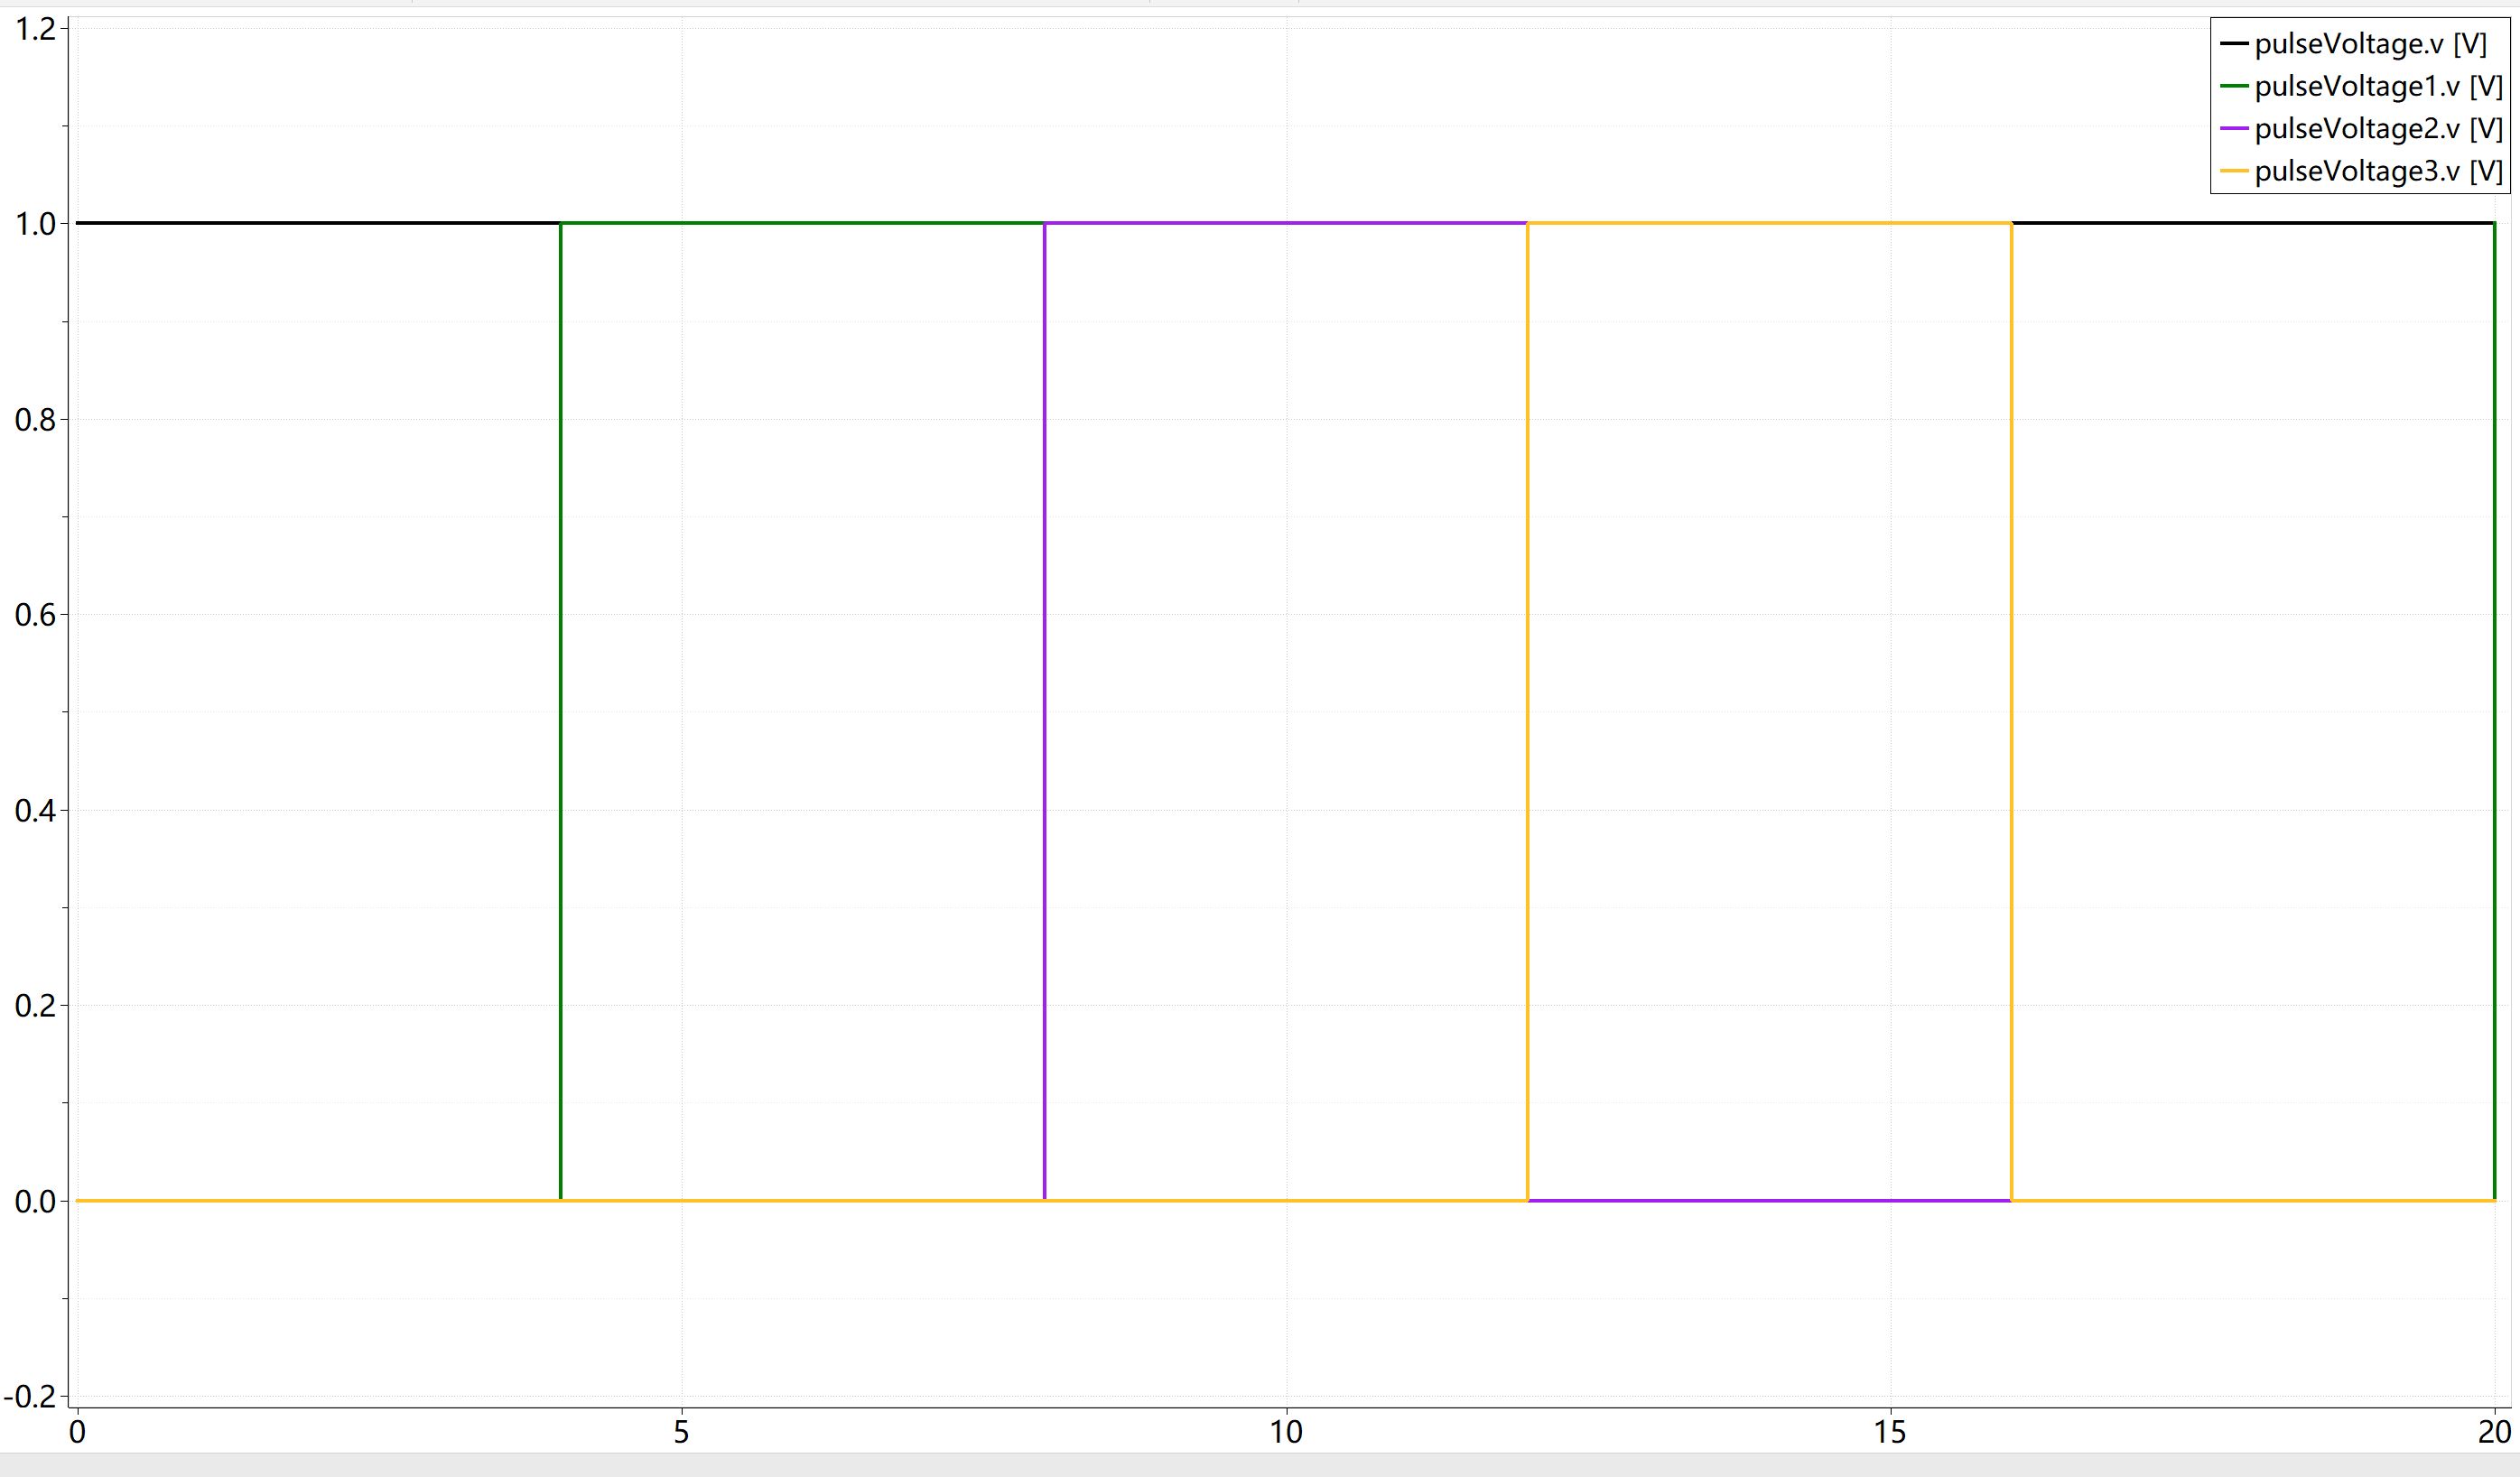 1.2
1.0
0.8
0.6
0.4
0.2
0.0
-0.2
0 5 10 15 20
pulseVoltage.v [V]
pulseVoltage1.v [V]
pulseVoltage2.v [V]
pulseVoltage3.v [V]